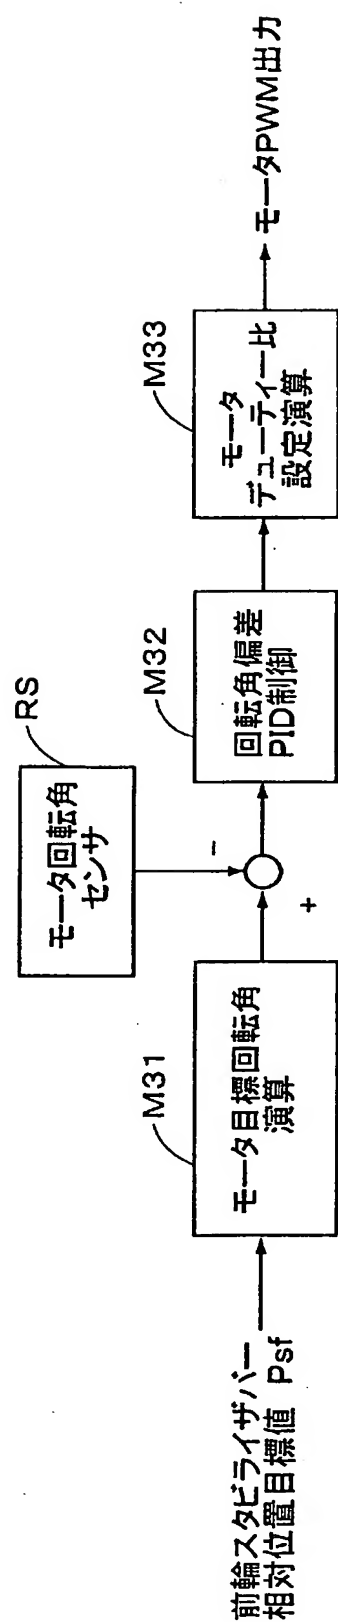 前輪スタビライザバー
相対位置目標値 Psf
M31
モータ目標回転角
演算
+
-
RS
モータ回転角
センサ
M32
回転角偏差
PID制御
M33
モータ
デューティー比
設定演算
モータPWM出力